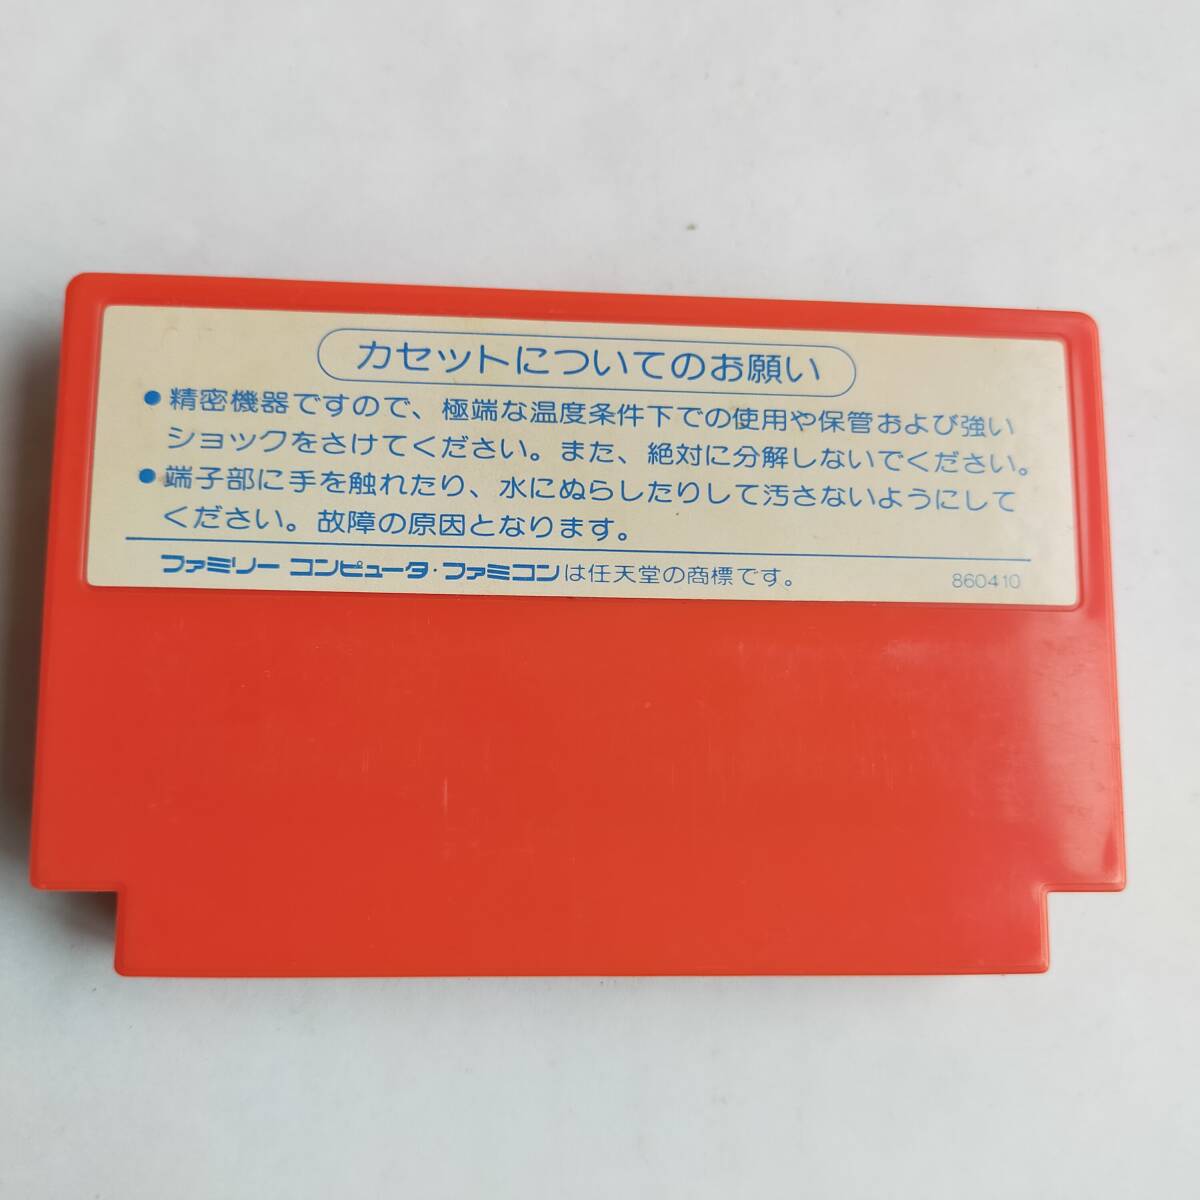 カセットについてのお願い
●精密機器ですので、極端な温度条件下での使用や保管および強い
ショックをさけてください。また、絶対に分解しないでください。
●端子部に手を触れたり、水にぬらしたりして汚さないようにして
ください。故障の原因となります。
ファミリー コンピュータ・ファミコンは任天堂の商標です。 860410